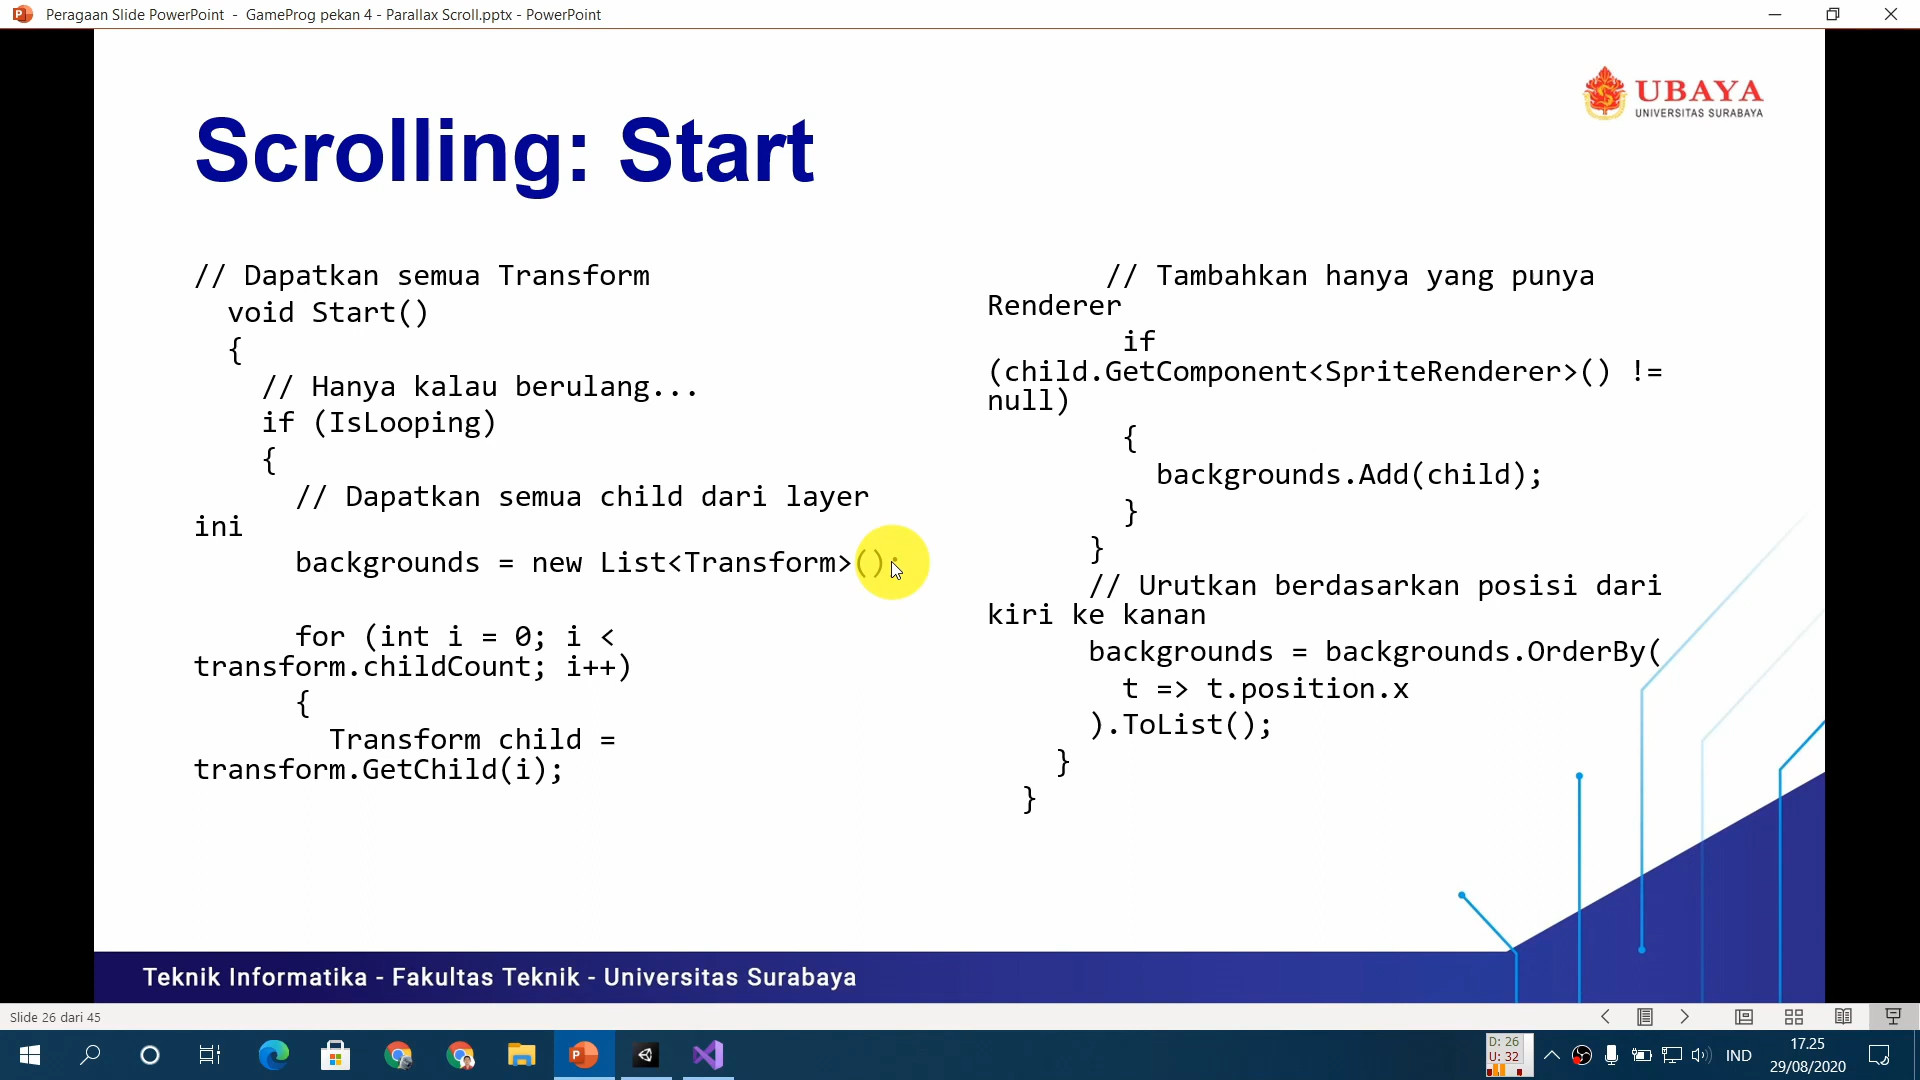 Peragaan Slide PowerPoint - GameProg pekan 4 - Parallax Scroll.pptx - PowerPoint
UBAYA
UNIVERSITAS SURABAYA
Scrolling: Start
// Dapatkan semua Transform
void Start()
{
// Hanya kalau berulang...
if (IsLooping)
{
// Dapatkan semua child dari layer
ini
backgrounds = new List<Transform>();
for (int i = 0; i <
transform.childCount; i++)
{
Transform child =
transform.GetChild(i);
// Tambahkan hanya yang punya
Renderer
if
(child.GetComponent<SpriteRenderer>() !=
null)
{
backgrounds.Add(child);
}
}
// Urutkan berdasarkan posisi dari
kiri ke kanan
backgrounds = backgrounds.OrderBy(
t => t.position.x
).ToList();
}
}
Teknik Informatika - Fakultas Teknik - Universitas Surabaya
Slide 26 dari 45
D: 26
U: 32
IND
17.25
29/08/2020